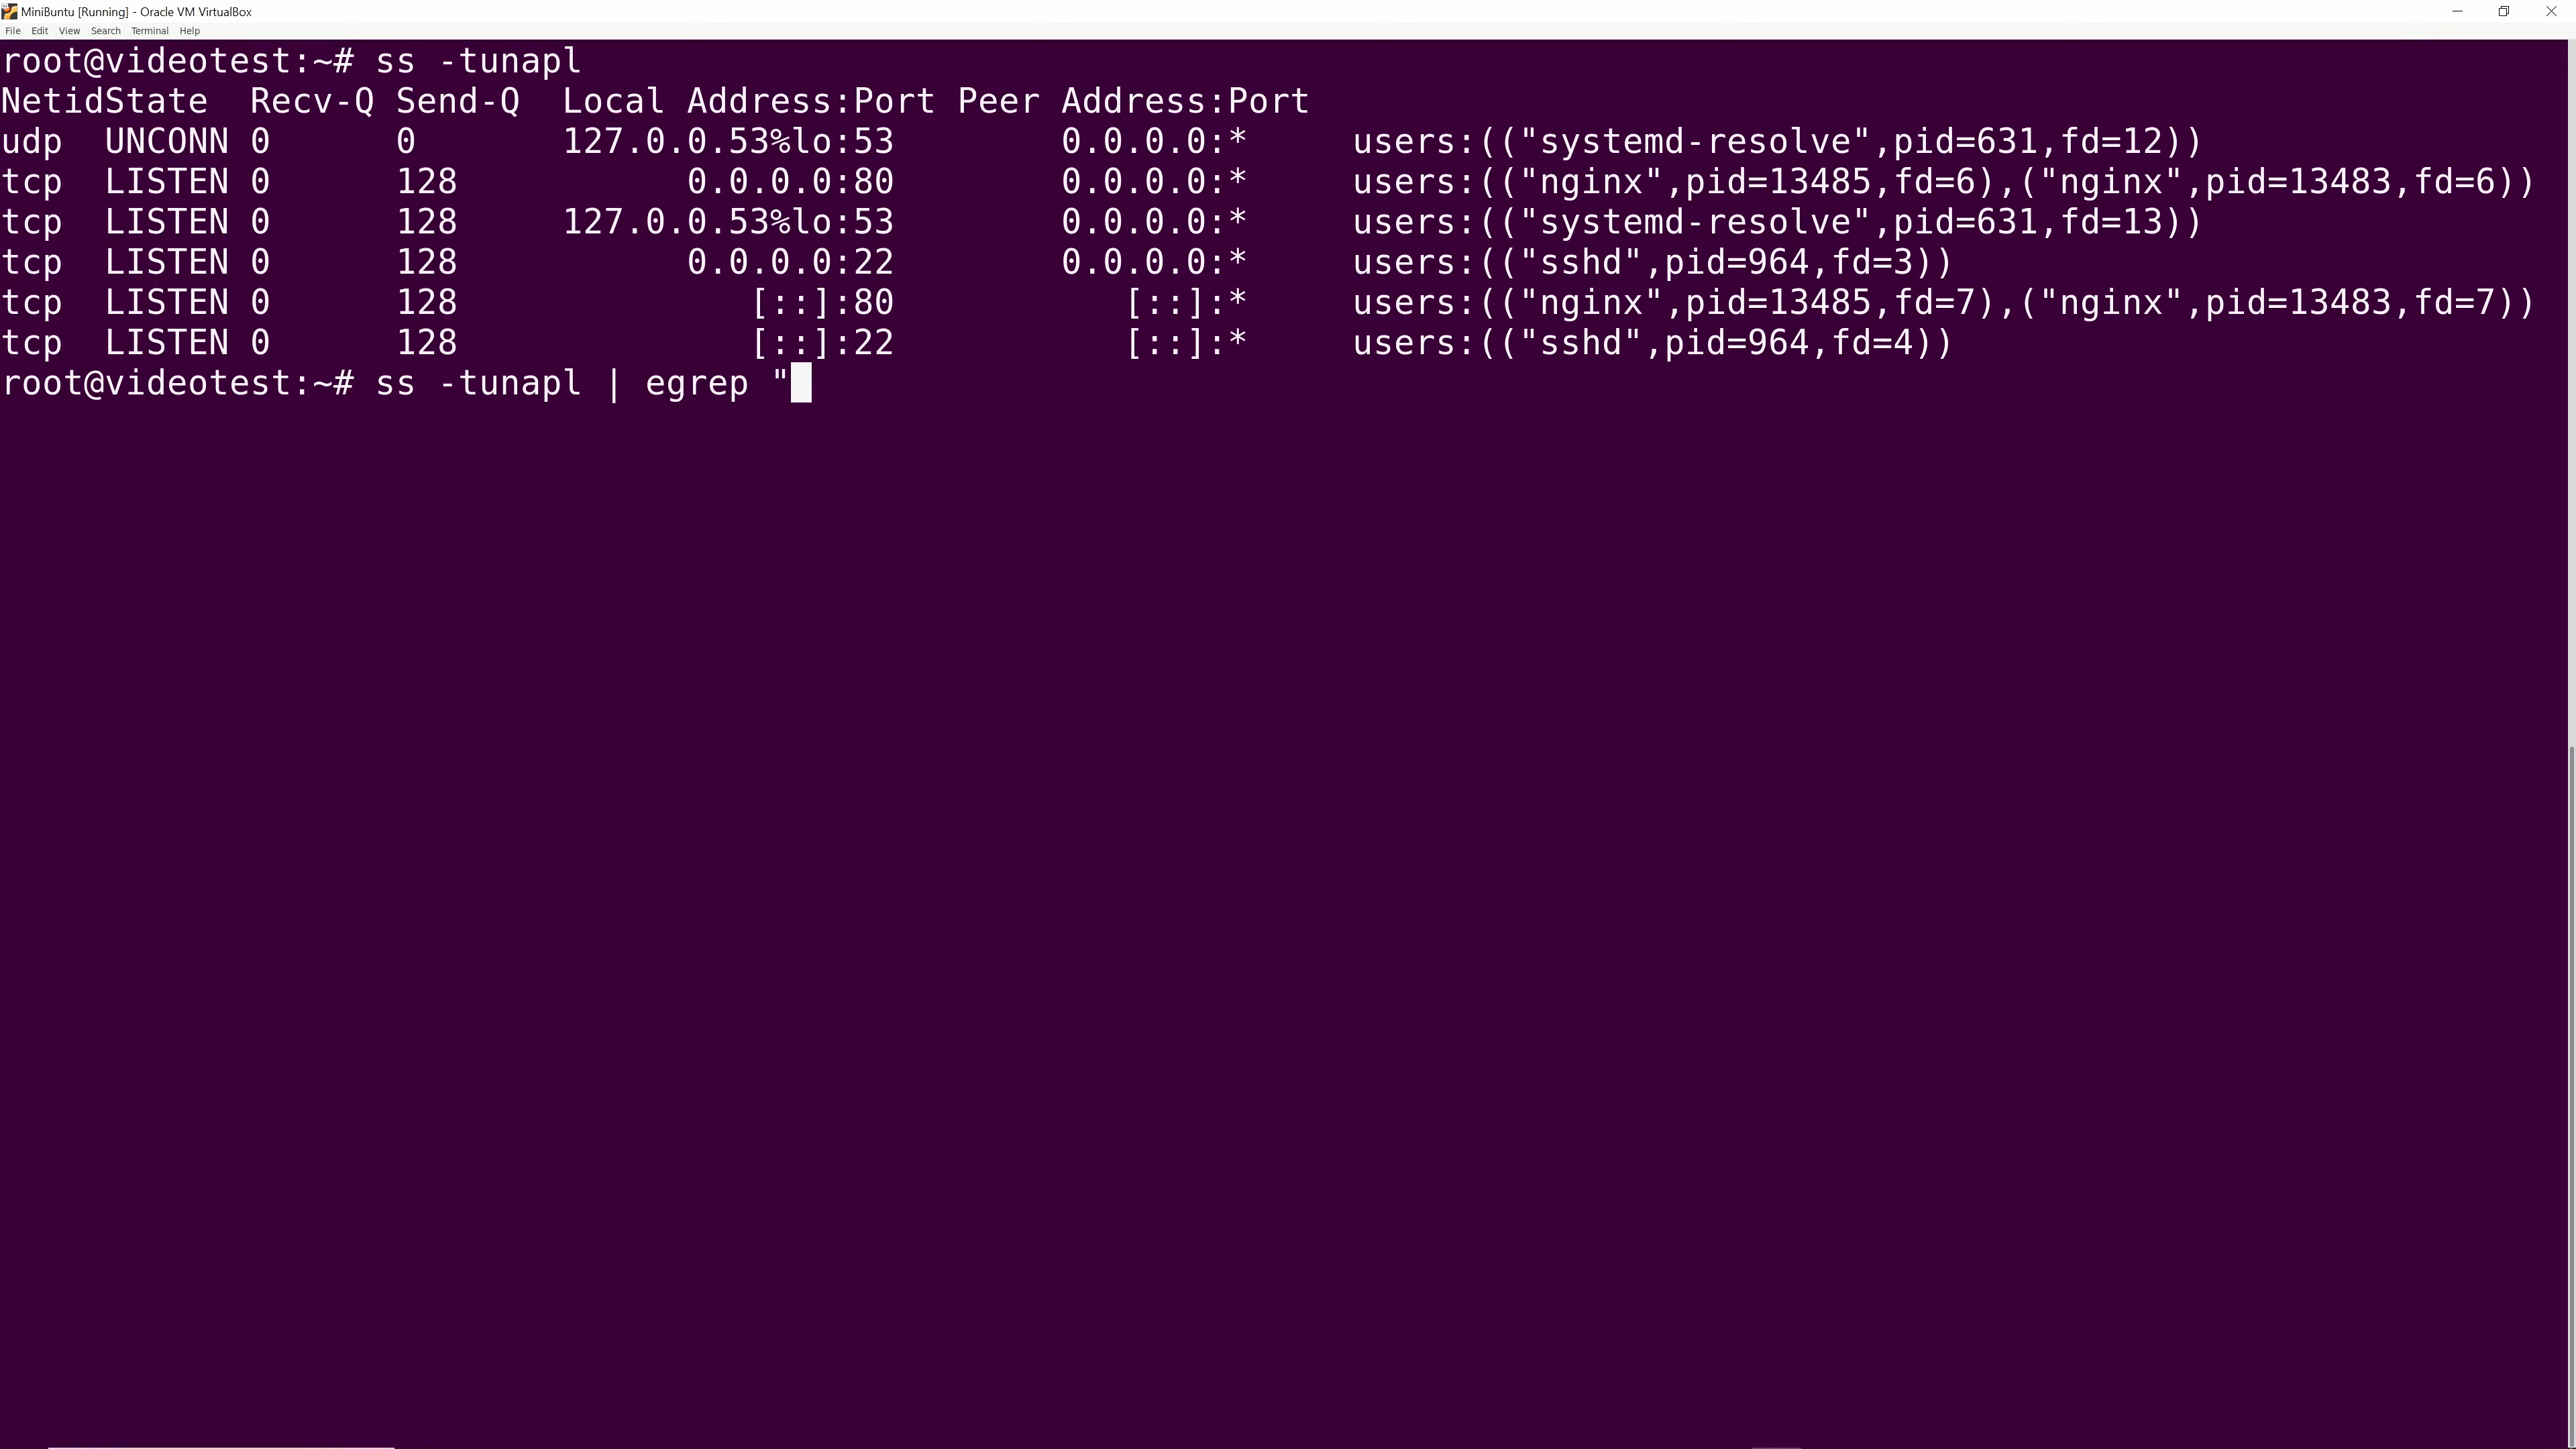 MiniBuntu [Running] - Oracle VM VirtualBox
File Edit View Search Terminal Help
root@videotest:~# ss -tunapl
NetidState  Recv-Q Send-Q  Local Address:Port Peer Address:Port
udp  UNCONN 0      0       127.0.0.53%lo:53        0.0.0.0:*     users:(("systemd-resolve",pid=631,fd=12))
tcp  LISTEN 0      128           0.0.0.0:80        0.0.0.0:*     users:(("nginx",pid=13485,fd=6),("nginx",pid=13483,fd=6))
tcp  LISTEN 0      128     127.0.0.53%lo:53        0.0.0.0:*     users:(("systemd-resolve",pid=631,fd=13))
tcp  LISTEN 0      128           0.0.0.0:22        0.0.0.0:*     users:(("sshd",pid=964,fd=3))
tcp  LISTEN 0      128              [::]:80           [::]:*     users:(("nginx",pid=13485,fd=7),("nginx",pid=13483,fd=7))
tcp  LISTEN 0      128              [::]:22           [::]:*     users:(("sshd",pid=964,fd=4))
root@videotest:~# ss -tunapl | egrep "